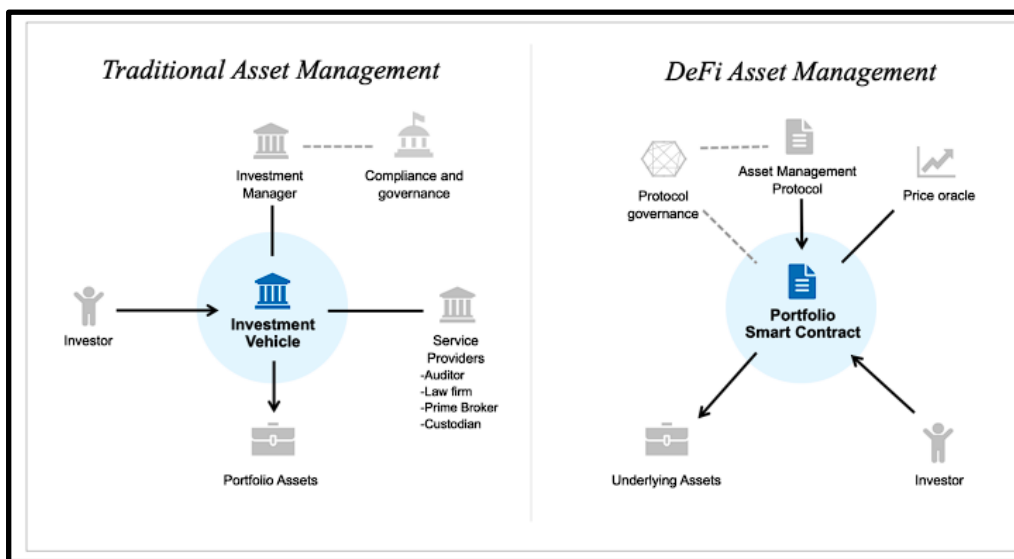 Traditional Asset Management
Investment
Manager
Compliance and
governance
Investor
Investment
Vehicle
Service
Providers
-Auditor
-Law firm
-Prime Broker
-Custodian
Portfolio Assets
DeFi Asset Management
Protocol
governance
Asset Management
Protocol
Price oracle
Portfolio
Smart Contract
Underlying Assets
Investor